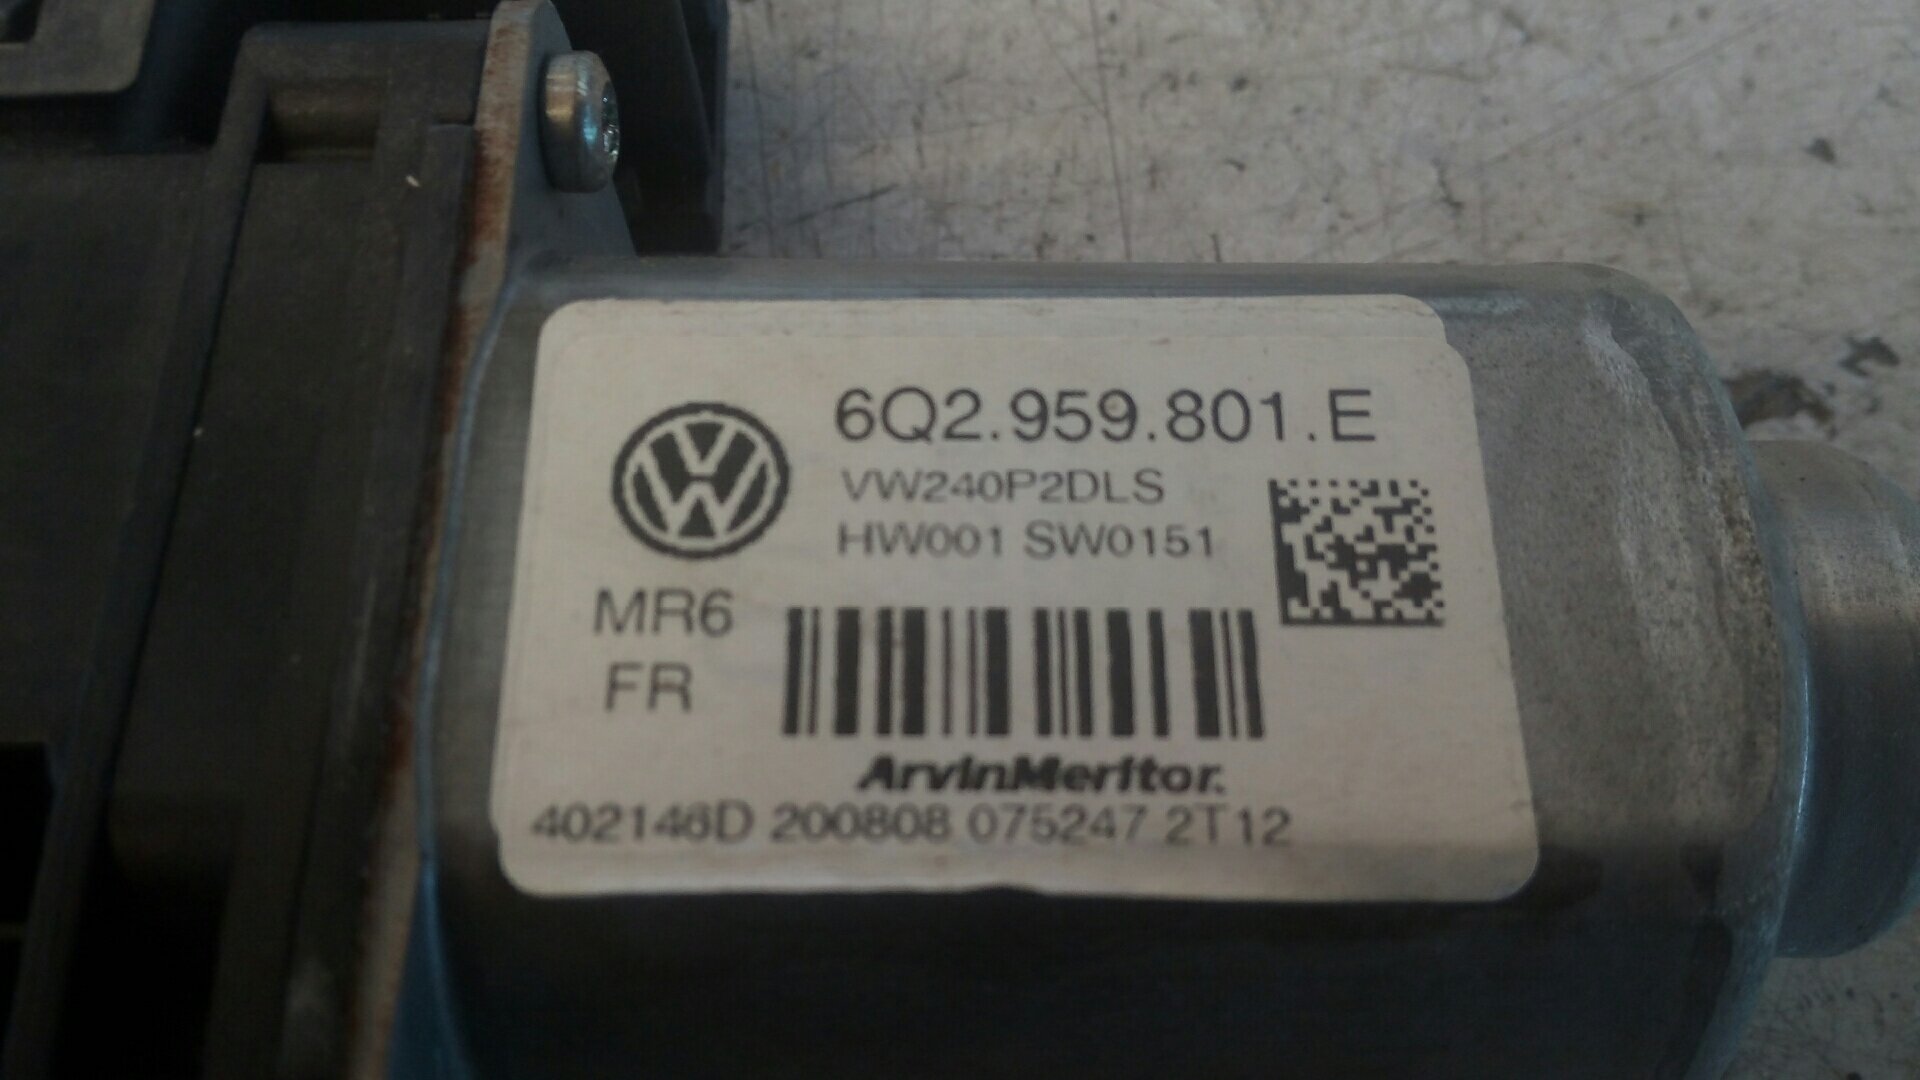 6Q2.959.801.E
VW240P2DLS
HW001 SW0151
MR6
FR
ArvinMeritor.
402146D 200808 075247 2T12